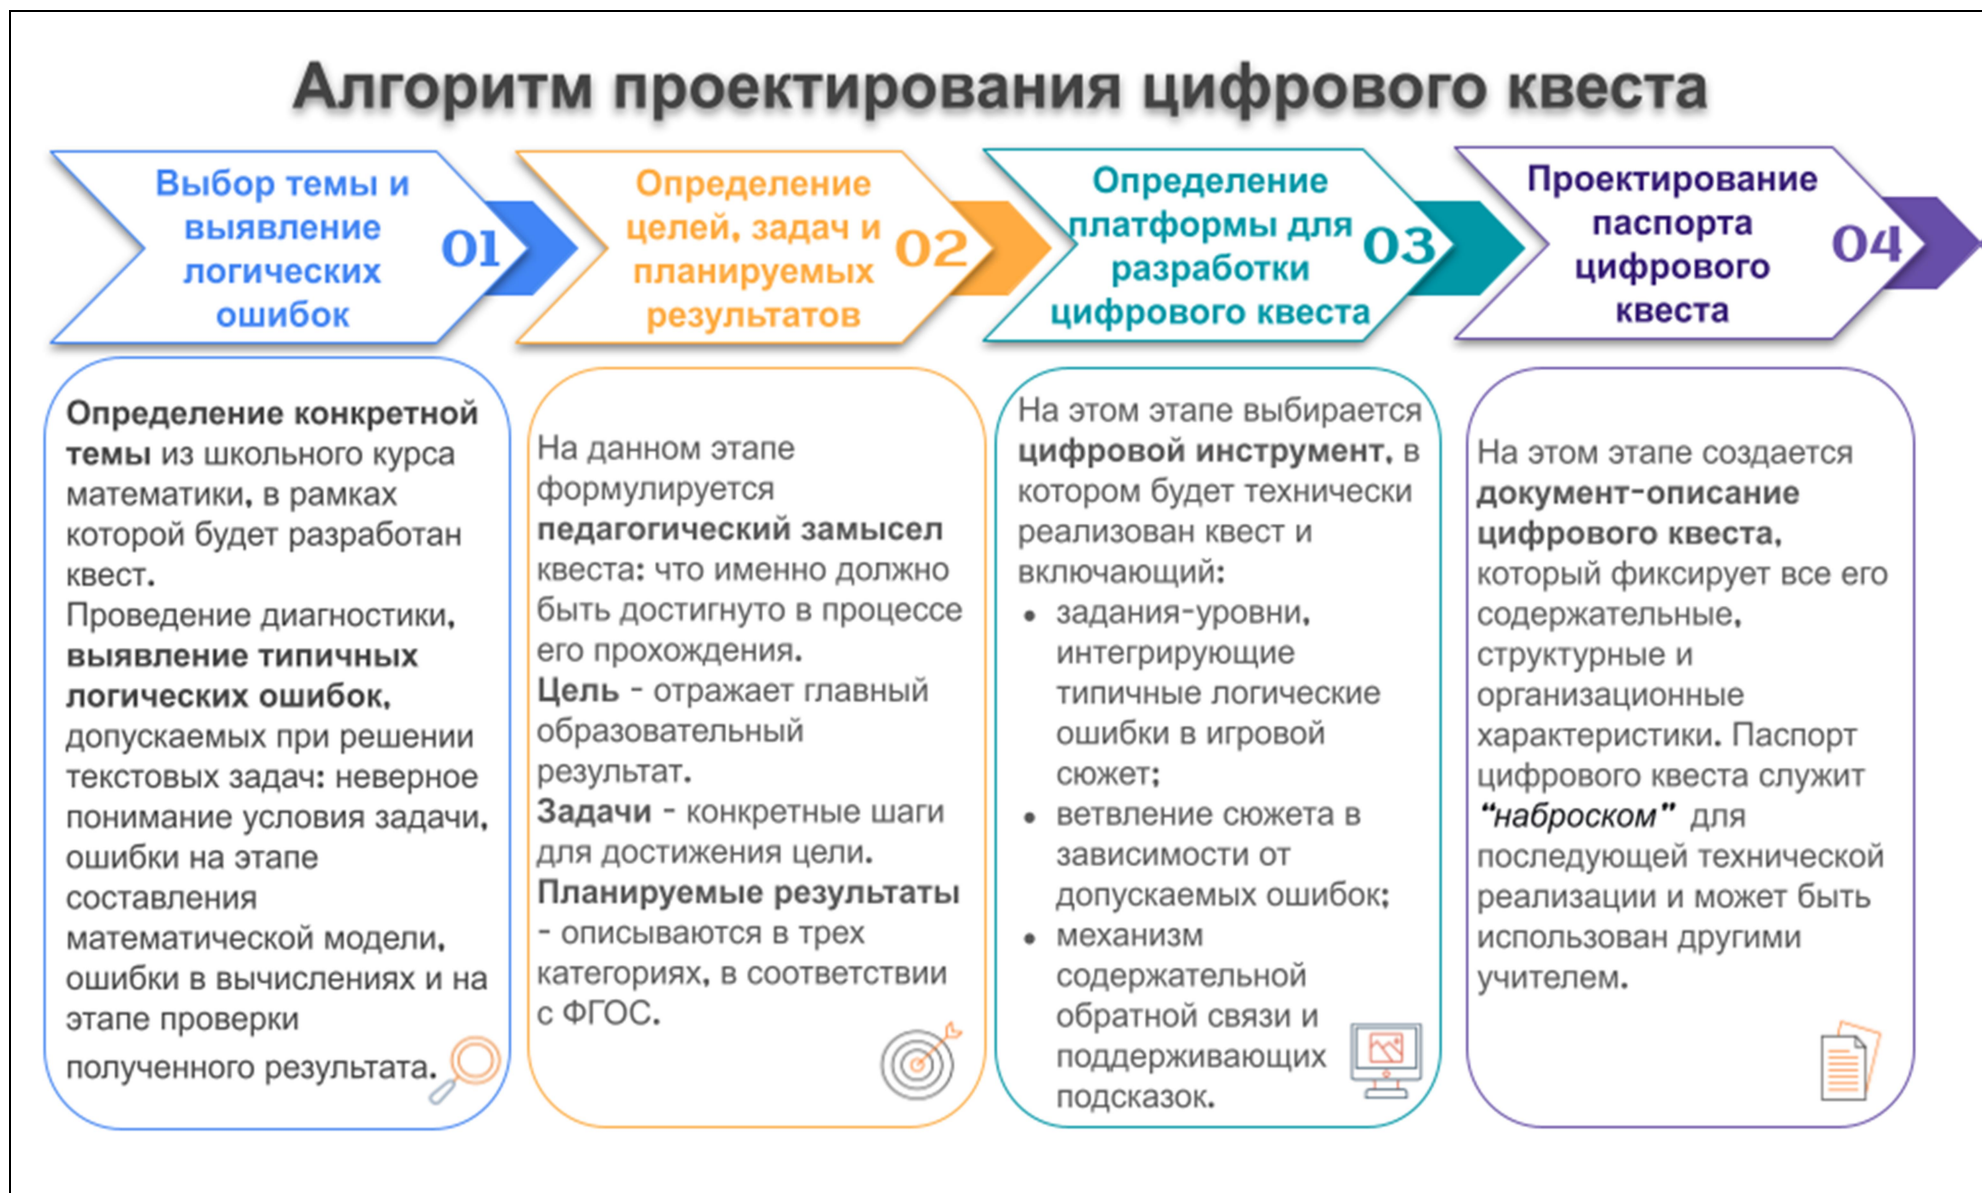 Алгоритм проектирования цифрового квеста
Выбор темы и
выявление
логических
ошибок
01
Определение
целей, задач и
планируемых
результатов
02
Определение
платформы для
разработки
цифрового квеста
03
Проектирование
паспорта
цифрового
квеста
04
Определение конкретной
темы из школьного курса
математики, в рамках
которой будет разработан
квест.
Проведение диагностики,
выявление типичных
логических ошибок,
допускаемых при решении
текстовых задач: неверное
понимание условия задачи,
ошибки на этапе
составления
математической модели,
ошибки в вычислениях и на
этапе проверки
полученного результата.
На данном этапе
формулируется
педагогический замысел
квеста: что именно должно
быть достигнуто в процессе
его прохождения.
Цель - отражает главный
образовательный
результат.
Задачи - конкретные шаги
для достижения цели.
Планируемые результаты
- описываются в трех
категориях, в соответствии
с ФГОС.
На этом этапе выбирается
цифровой инструмент, в
котором будет технически
реализован квест и
включающий:
• задания-уровни,
интегрирующие
типичные логические
ошибки в игровой
сюжет;
• ветвление сюжета в
зависимости от
допускаемых ошибок;
• механизм
содержательной
обратной связи и
поддерживающих
подсказок.
На этом этапе создается
документ-описание
цифрового квеста,
который фиксирует все его
содержательные,
структурные и
организационные
характеристики. Паспорт
цифрового квеста служит
“наброском” для
последующей технической
реализации и может быть
использован другими
учителем.